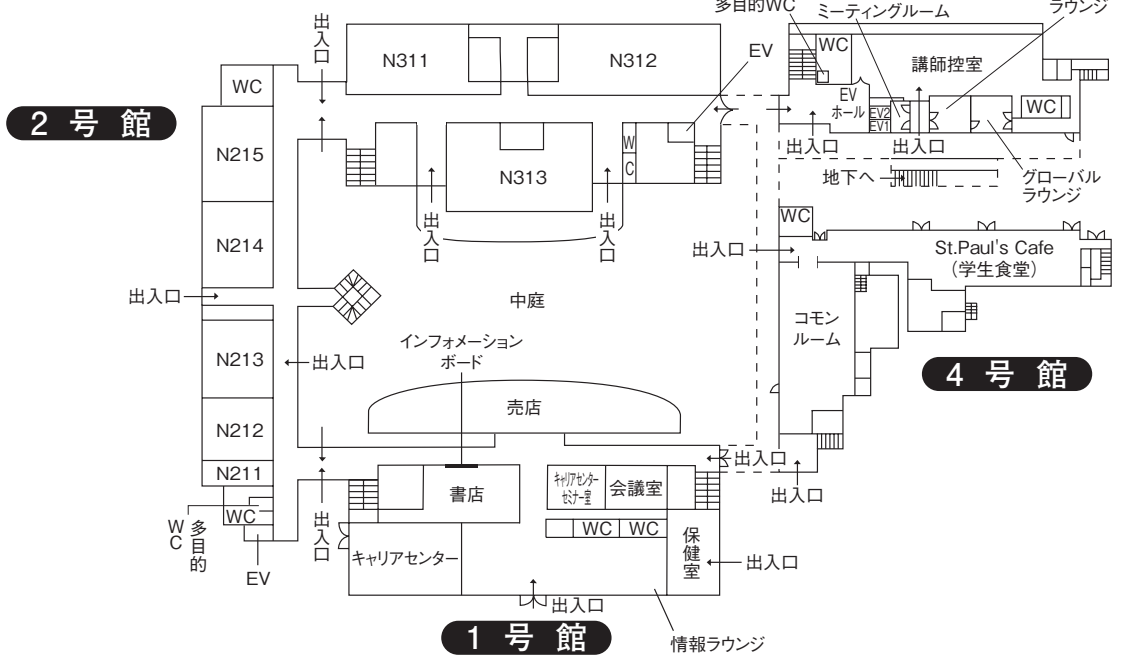 多目的WC
ミーティングルーム
ラウンジ
出入口
N311
N312
EV
WC
講師控室
WC
EV
ホール
EV2
EV1
WC
2号館
N215
WC
N313
出入口
出入口
地下へ
グローバル
ラウンジ
出入口
出入口
WC
N214
出入口
St.Paul's Cafe
(学生食堂)
出入口
中庭
コモン
ルーム
インフォメーション
ボード
N213
出入口
4号館
売店
N212
N211
出入口
書店
キャリアセンター
セミナー室
会議室
出入口
WC
多目的
WC
出入口
WC
WC
保健室
キャリアセンター
出入口
EV
出入口
1号館
情報ラウンジ